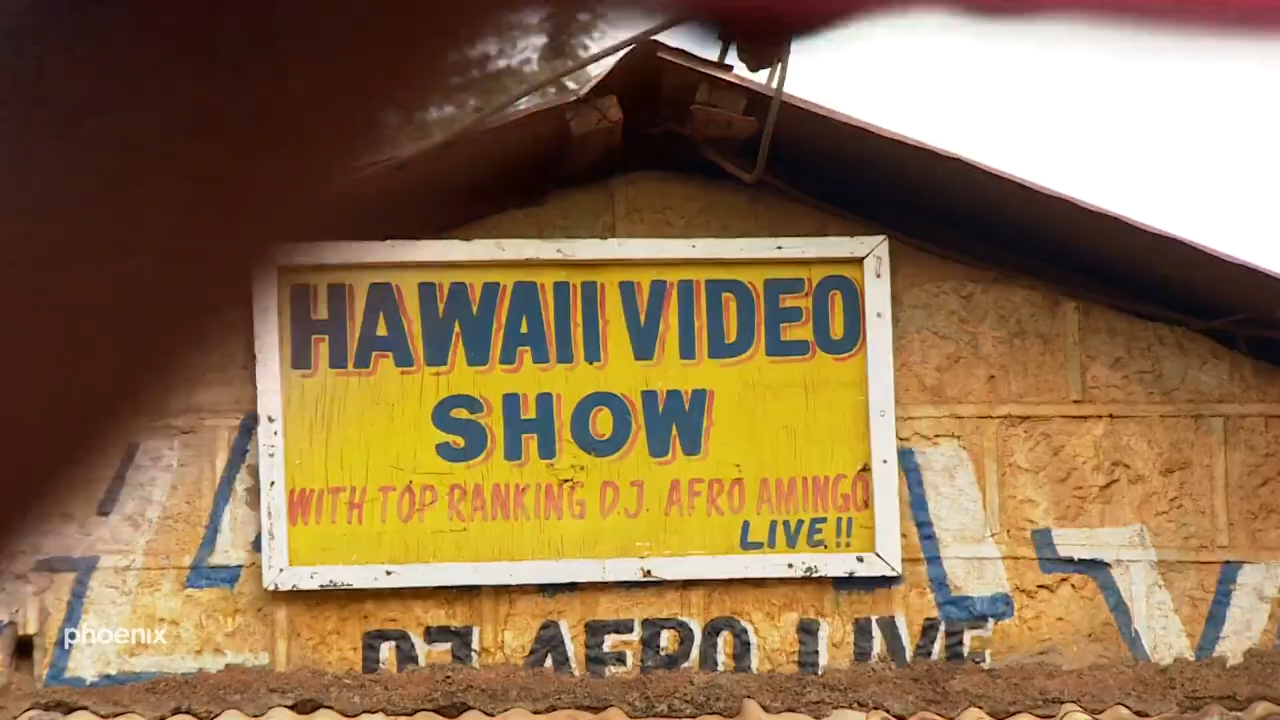 HAWAII VIDEO
SHOW
WITH TOP RANKING D.J. AFRO AMINGO
LIVE!!
DJ AFRO LIVE
phoenix